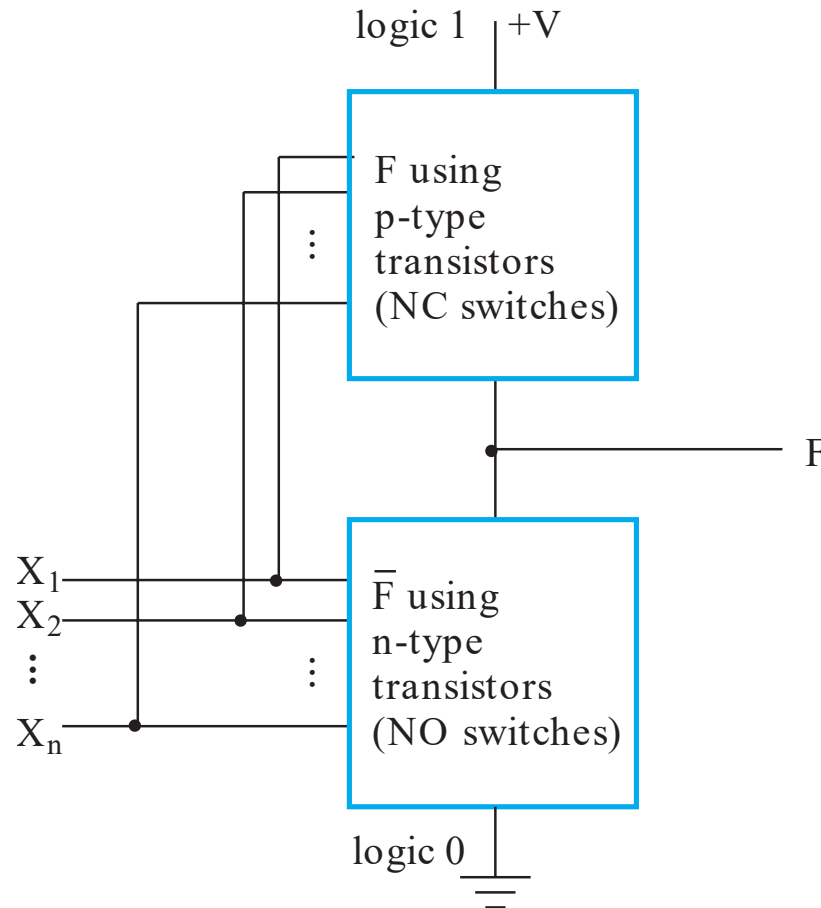 logic 1 +V
F using
p-type
transistors
(NC switches)
⋮
F
X₁
X₂
⋮
Xₙ
F̅ using
n-type
transistors
(NO switches)
⋮
logic 0